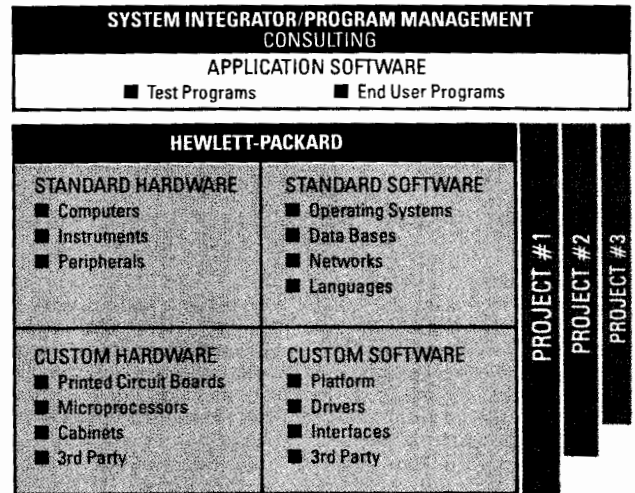 SYSTEM INTEGRATOR/PROGRAM MANAGEMENT
CONSULTING
APPLICATION SOFTWARE
■ Test Programs ■ End User Programs
HEWLETT-PACKARD
STANDARD HARDWARE
■ Computers
■ Instruments
■ Peripherals
STANDARD SOFTWARE
■ Operating Systems
■ Data Bases
■ Networks
■ Languages
CUSTOM HARDWARE
■ Printed Circuit Boards
■ Microprocessors
■ Cabinets
■ 3rd Party
CUSTOM SOFTWARE
■ Platform
■ Drivers
■ Interfaces
■ 3rd Party
PROJECT #1
PROJECT #2
PROJECT #3